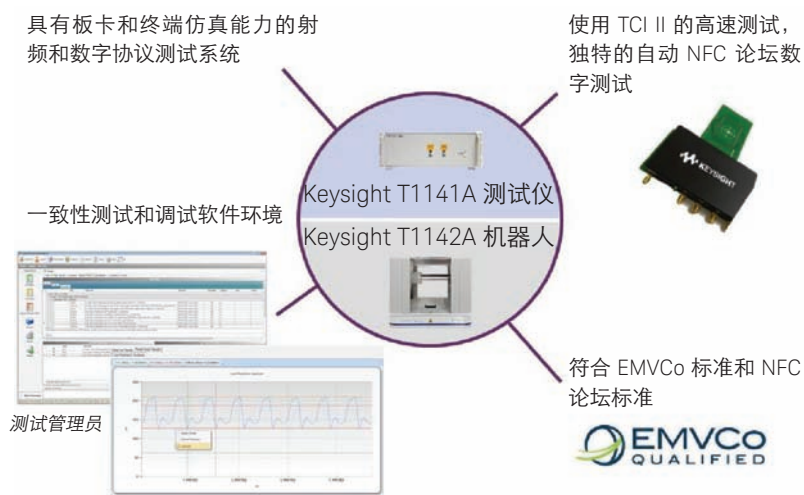 具有板卡和终端仿真能力的射
频和数字协议测试系统
使用 TCI II 的高速测试，
独特的自动 NFC 论坛数
字测试
KEYSIGHT
Keysight T1141A 测试仪
Keysight T1142A 机器人
一致性测试和调试软件环境
测试管理员
符合 EMVCo 标准和 NFC
论坛标准
EMVCo
QUALIFIED